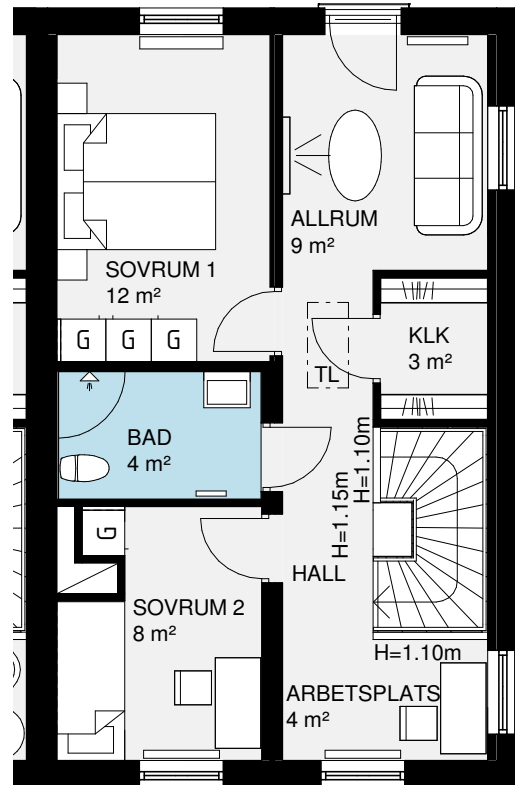 ALLRUM
9 m²
SOVRUM 1
12 m²
G G G
TL
KLK
3 m²
BAD
4 m²
H=1.10m
H=1.15m
G
HALL
SOVRUM 2
8 m²
H=1.10m
ARBETSPLATS
4 m²